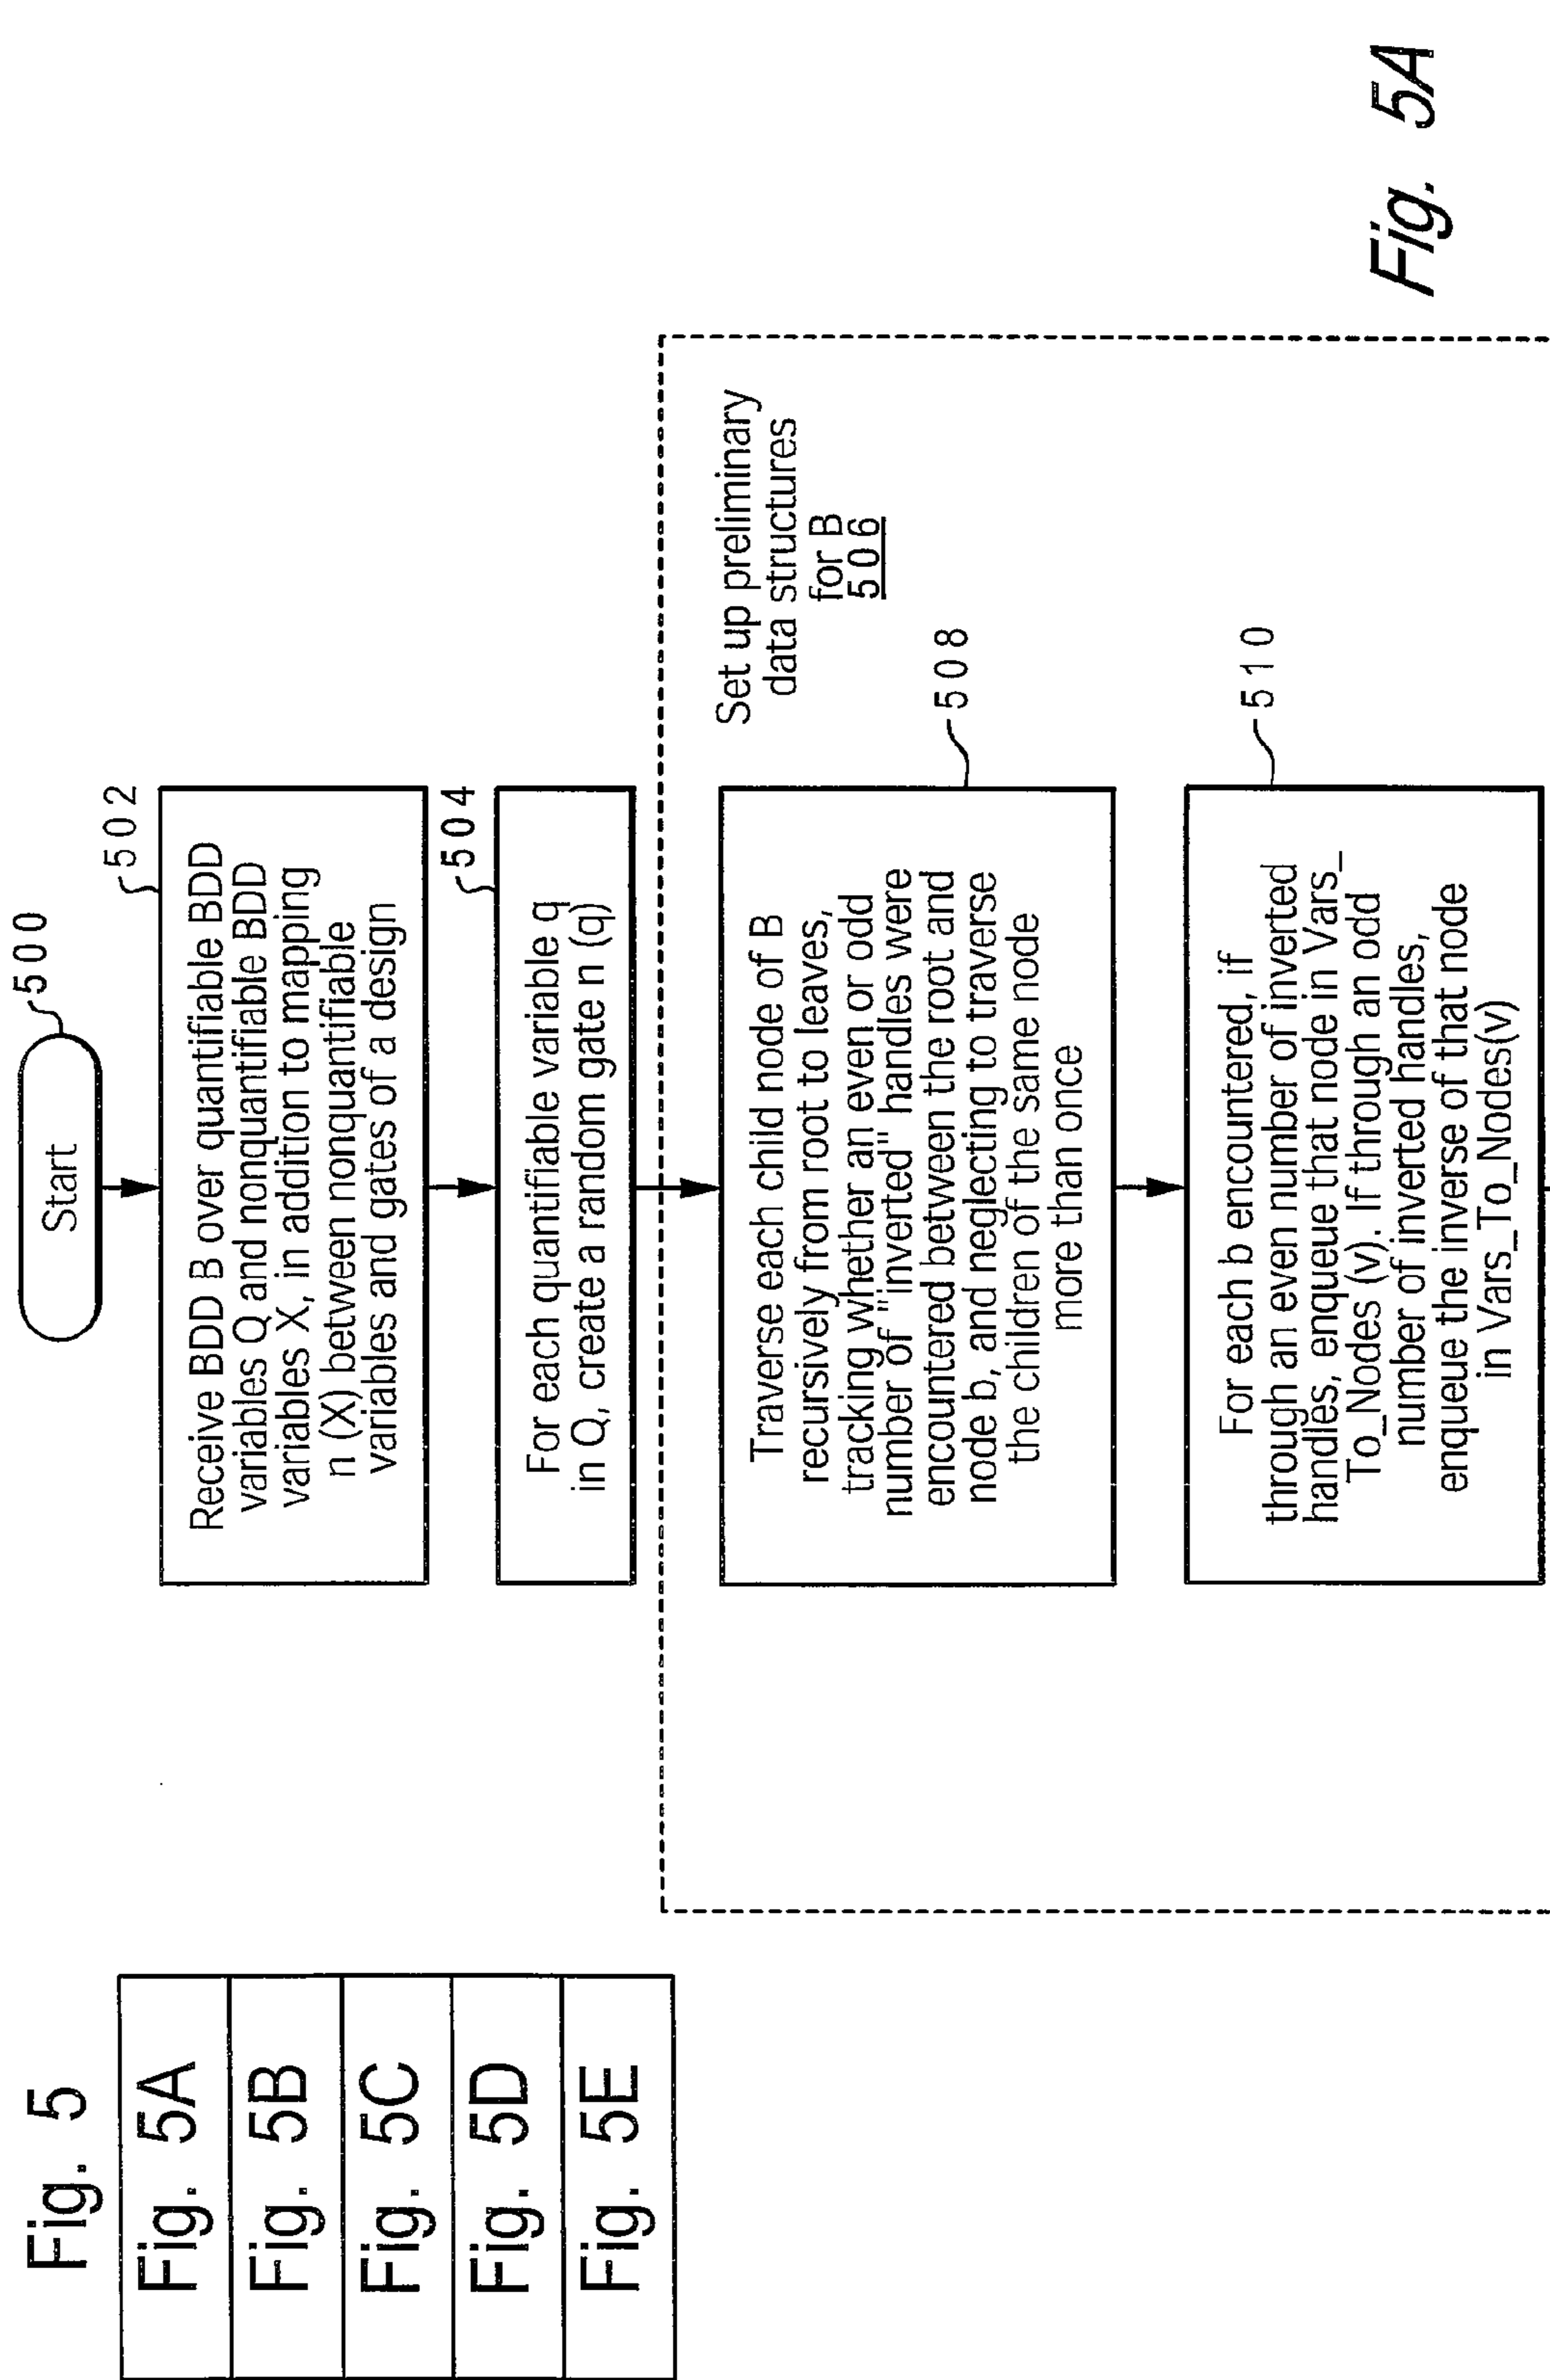 Fig. 5
Fig. 5A
Fig. 5B
Fig. 5C
Fig. 5D
Fig. 5E
Start
500
502
Receive BDD B over quantifiable BDD
variables Q and nonquantifiable BDD
variables X, in addition to mapping
n (X) between nonquantifiable
variables and gates of a design
504
For each quantifiable variable q
in Q, create a random gate n (q)
Set up preliminary
data structures
for B
506
508
Traverse each child node of B
recursively from root to leaves,
tracking whether an even or odd
number of "inverted" handles were
encountered between the root and
node b, and neglecting to traverse
the children of the same node
more than once
510
For each b encountered, if
through an even number of inverted
handles, enqueue that node in Vars_
To_Nodes (v). If through an odd
number of inverted handles,
enqueue the inverse of that node
in Vars_To_Nodes(v)
Fig. 5A